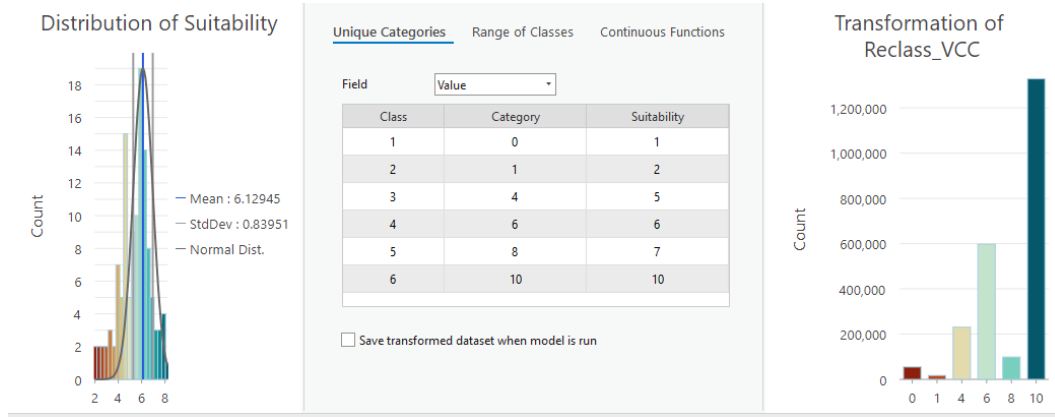 Distribution of Suitability
18
16
14
12
10
8
6
4
2
0
Count
2 4 6 8
Mean : 6.12945
StdDev : 0.83951
Normal Dist.
Unique Categories Range of Classes Continuous Functions
Field Value
Class Category Suitability
1 0 1
2 1 2
3 4 5
4 6 6
5 8 7
6 10 10
Save transformed dataset when model is run
Transformation of
Reclass_VCC
1,200,000
1,000,000
800,000
600,000
400,000
200,000
0
Count
0 1 4 6 8 10